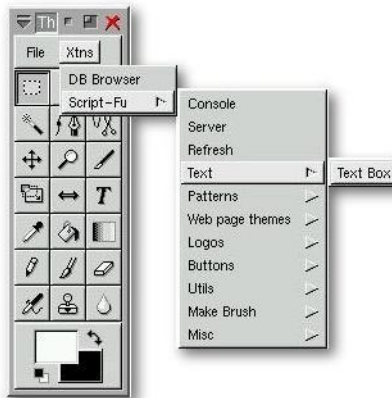 Th
File Xtns
DB Browser
Script-Fu
Console
Server
Refresh
Text
Text Box
Patterns
Web page themes
Logos
Buttons
Utils
Make Brush
Misc
T